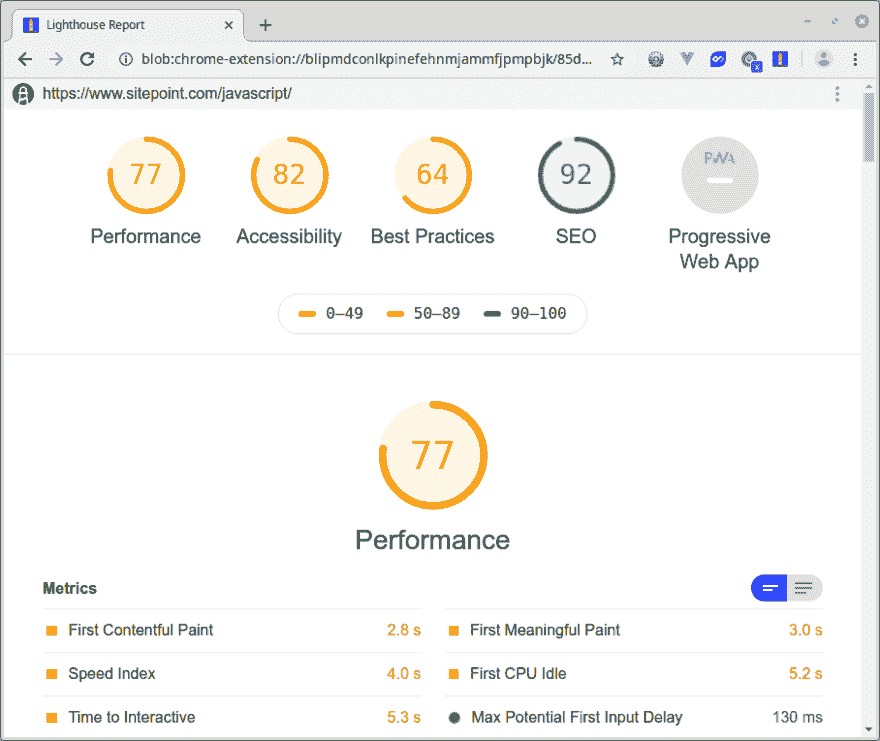 Lighthouse Report
blob:chrome-extension://blipmdconlkpinefehnmjammfjpmpbjk/85d...
x
https://www.sitepoint.com/javascript/
77 82 64 92 PWA
Performance Accessibility Best Practices SEO Progressive
Web App
0–49 50–89 90–100
77
Performance
Metrics
First Contentful Paint 2.8 s First Meaningful Paint 3.0 s
Speed Index 4.0 s First CPU Idle 5.2 s
Time to Interactive 5.3 s Max Potential First Input Delay 130 ms